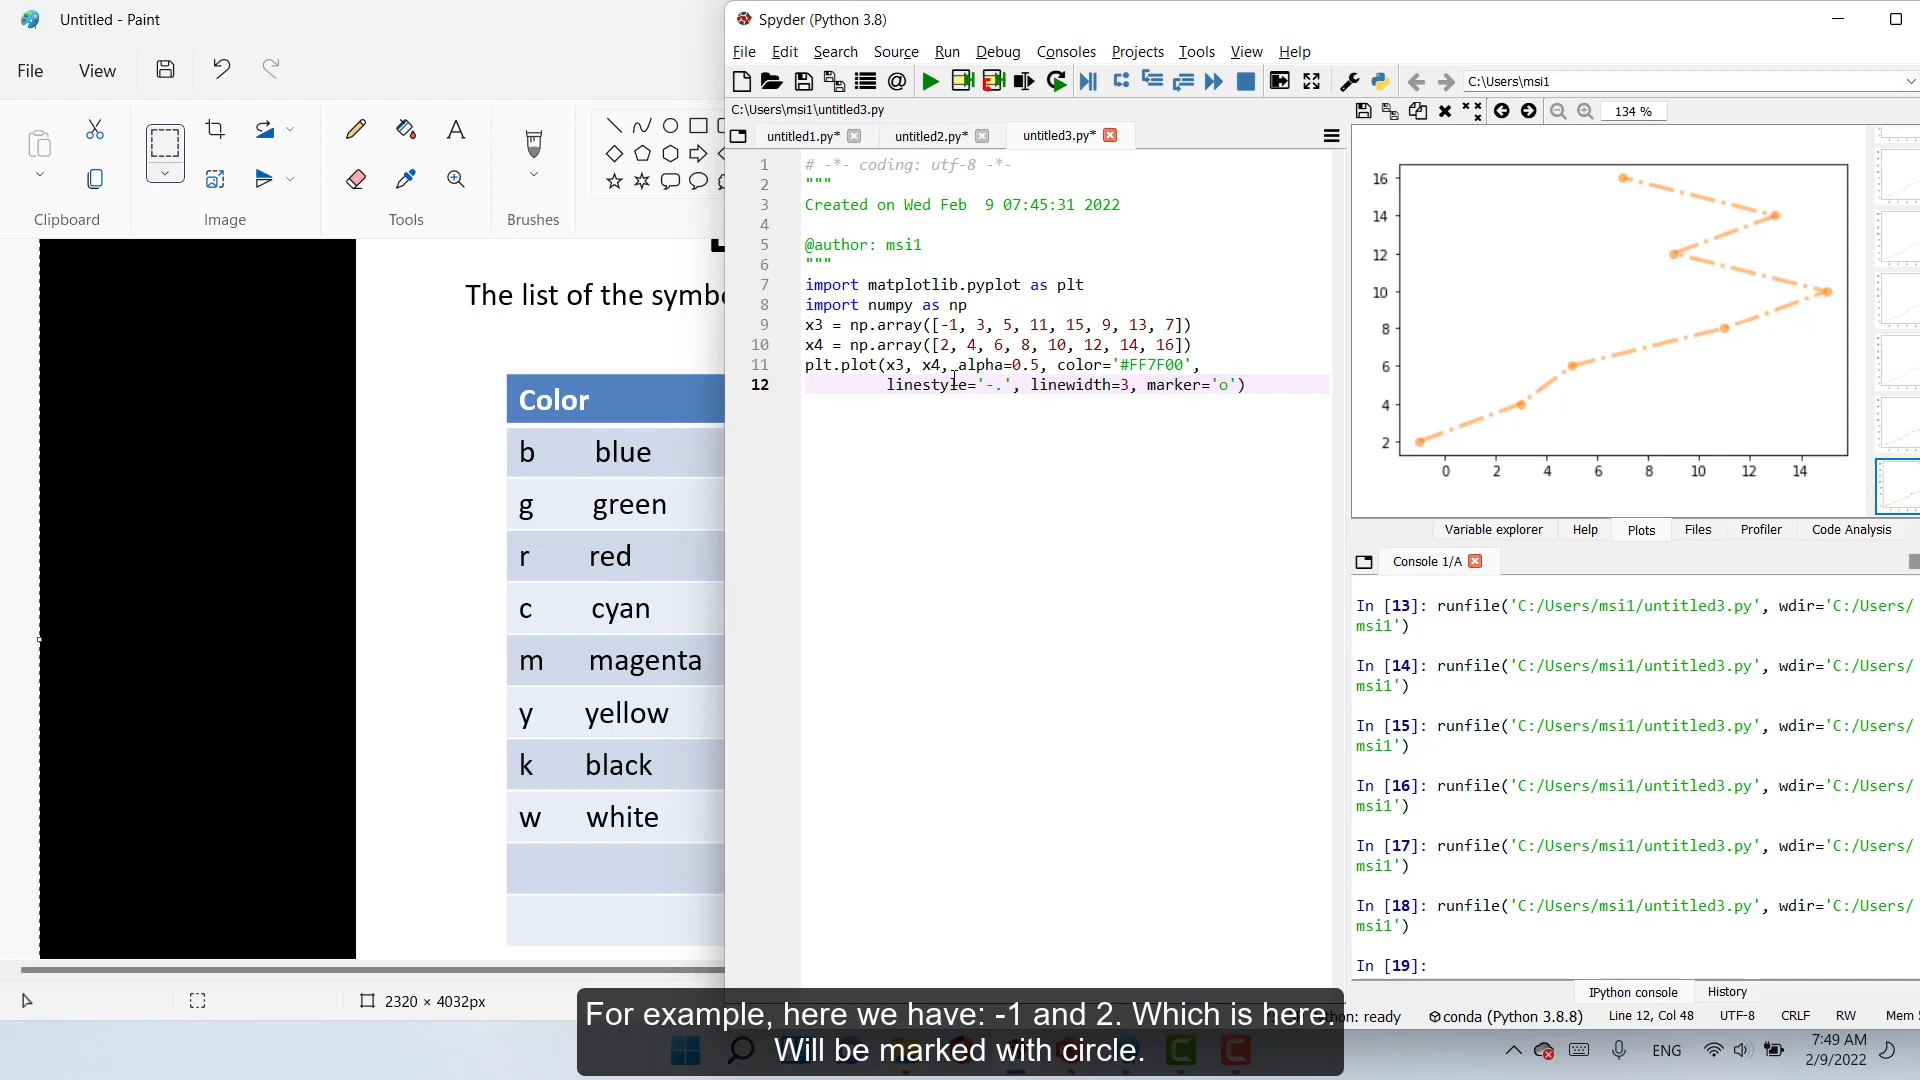 Untitled - Paint
File
View
Clipboard
Image
Tools
Brushes
The list of the symb
Color
b blue
g green
r red
c cyan
m magenta
y yellow
k black
w white
2320 × 4032px
Spyder (Python 3.8)
File Edit Search Source Run Debug Consoles Projects Tools View Help
C:\Users\msi1
C:\Users\msi1\untitled3.py
untitled1.py*
untitled2.py*
untitled3.py*
1 # -*- coding: utf-8 -*-
2 """
3 Created on Wed Feb  9 07:45:31 2022
4
5 @author: msi1
6 """
7 import matplotlib.pyplot as plt
8 import numpy as np
9 x3 = np.array([-1, 3, 5, 11, 15, 9, 13, 7])
10 x4 = np.array([2, 4, 6, 8, 10, 12, 14, 16])
11 plt.plot(x3, x4, alpha=0.5, color='#FF7F00',
12 linestyle='-.', linewidth=3, marker='o')
134 %
16
14
12
10
8
6
4
2
0 2 4 6 8 10 12 14
Variable explorer Help Plots Files Profiler Code Analysis
Console 1/A
In [13]: runfile('C:/Users/msi1/untitled3.py', wdir='C:/Users/
msi1')
In [14]: runfile('C:/Users/msi1/untitled3.py', wdir='C:/Users/
msi1')
In [15]: runfile('C:/Users/msi1/untitled3.py', wdir='C:/Users/
msi1')
In [16]: runfile('C:/Users/msi1/untitled3.py', wdir='C:/Users/
msi1')
In [17]: runfile('C:/Users/msi1/untitled3.py', wdir='C:/Users/
msi1')
In [18]: runfile('C:/Users/msi1/untitled3.py', wdir='C:/Users/
msi1')
In [19]:
IPython console History
ready conda (Python 3.8.8) Line 12, Col 48 UTF-8 CRLF RW Mem
For example, here we have: -1 and 2. Which is here.
Will be marked with circle.
ENG
7:49 AM
2/9/2022